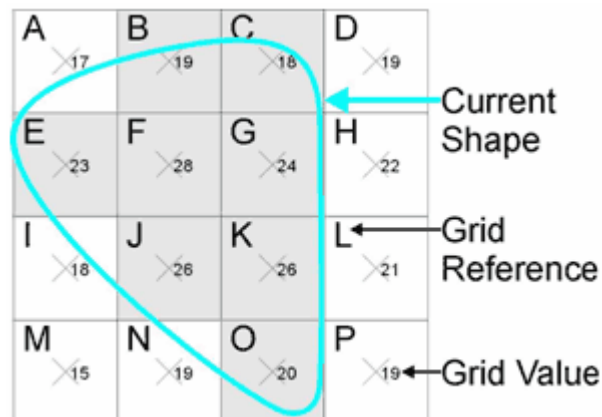 A B C D
17 19 18 19
Current
Shape
E F G H
23 28 24 22
I J K L
Grid
Reference
18 26 26 21
M N O P
15 19 20 19
Grid Value